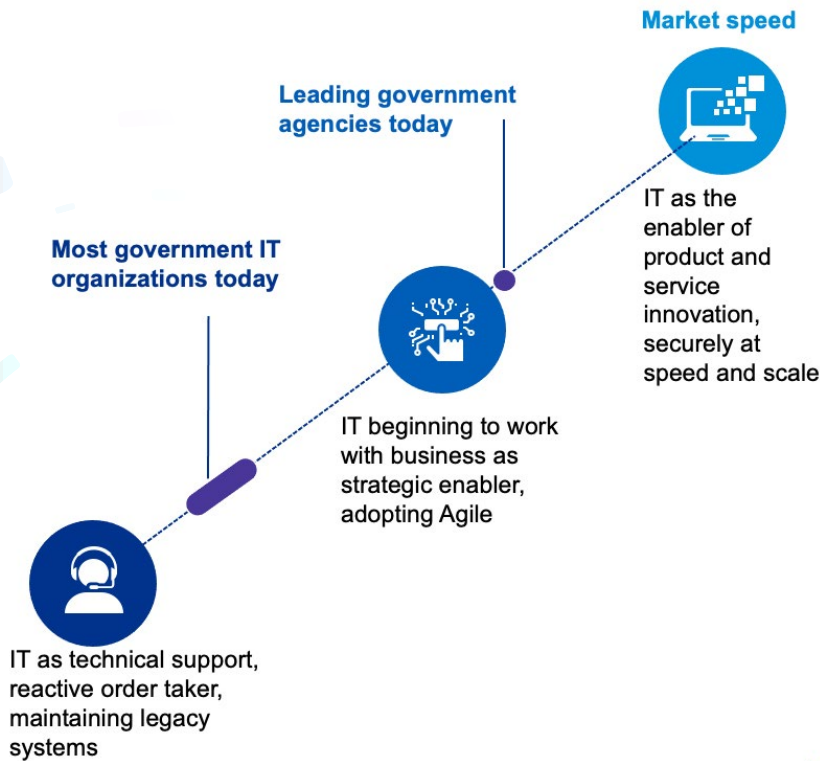 Market speed
Leading government
agencies today
IT as the
enabler of
product and
service
innovation,
securely at
speed and scale
Most government IT
organizations today
IT beginning to work
with business as
strategic enabler,
adopting Agile
IT as technical support,
reactive order taker,
maintaining legacy
systems